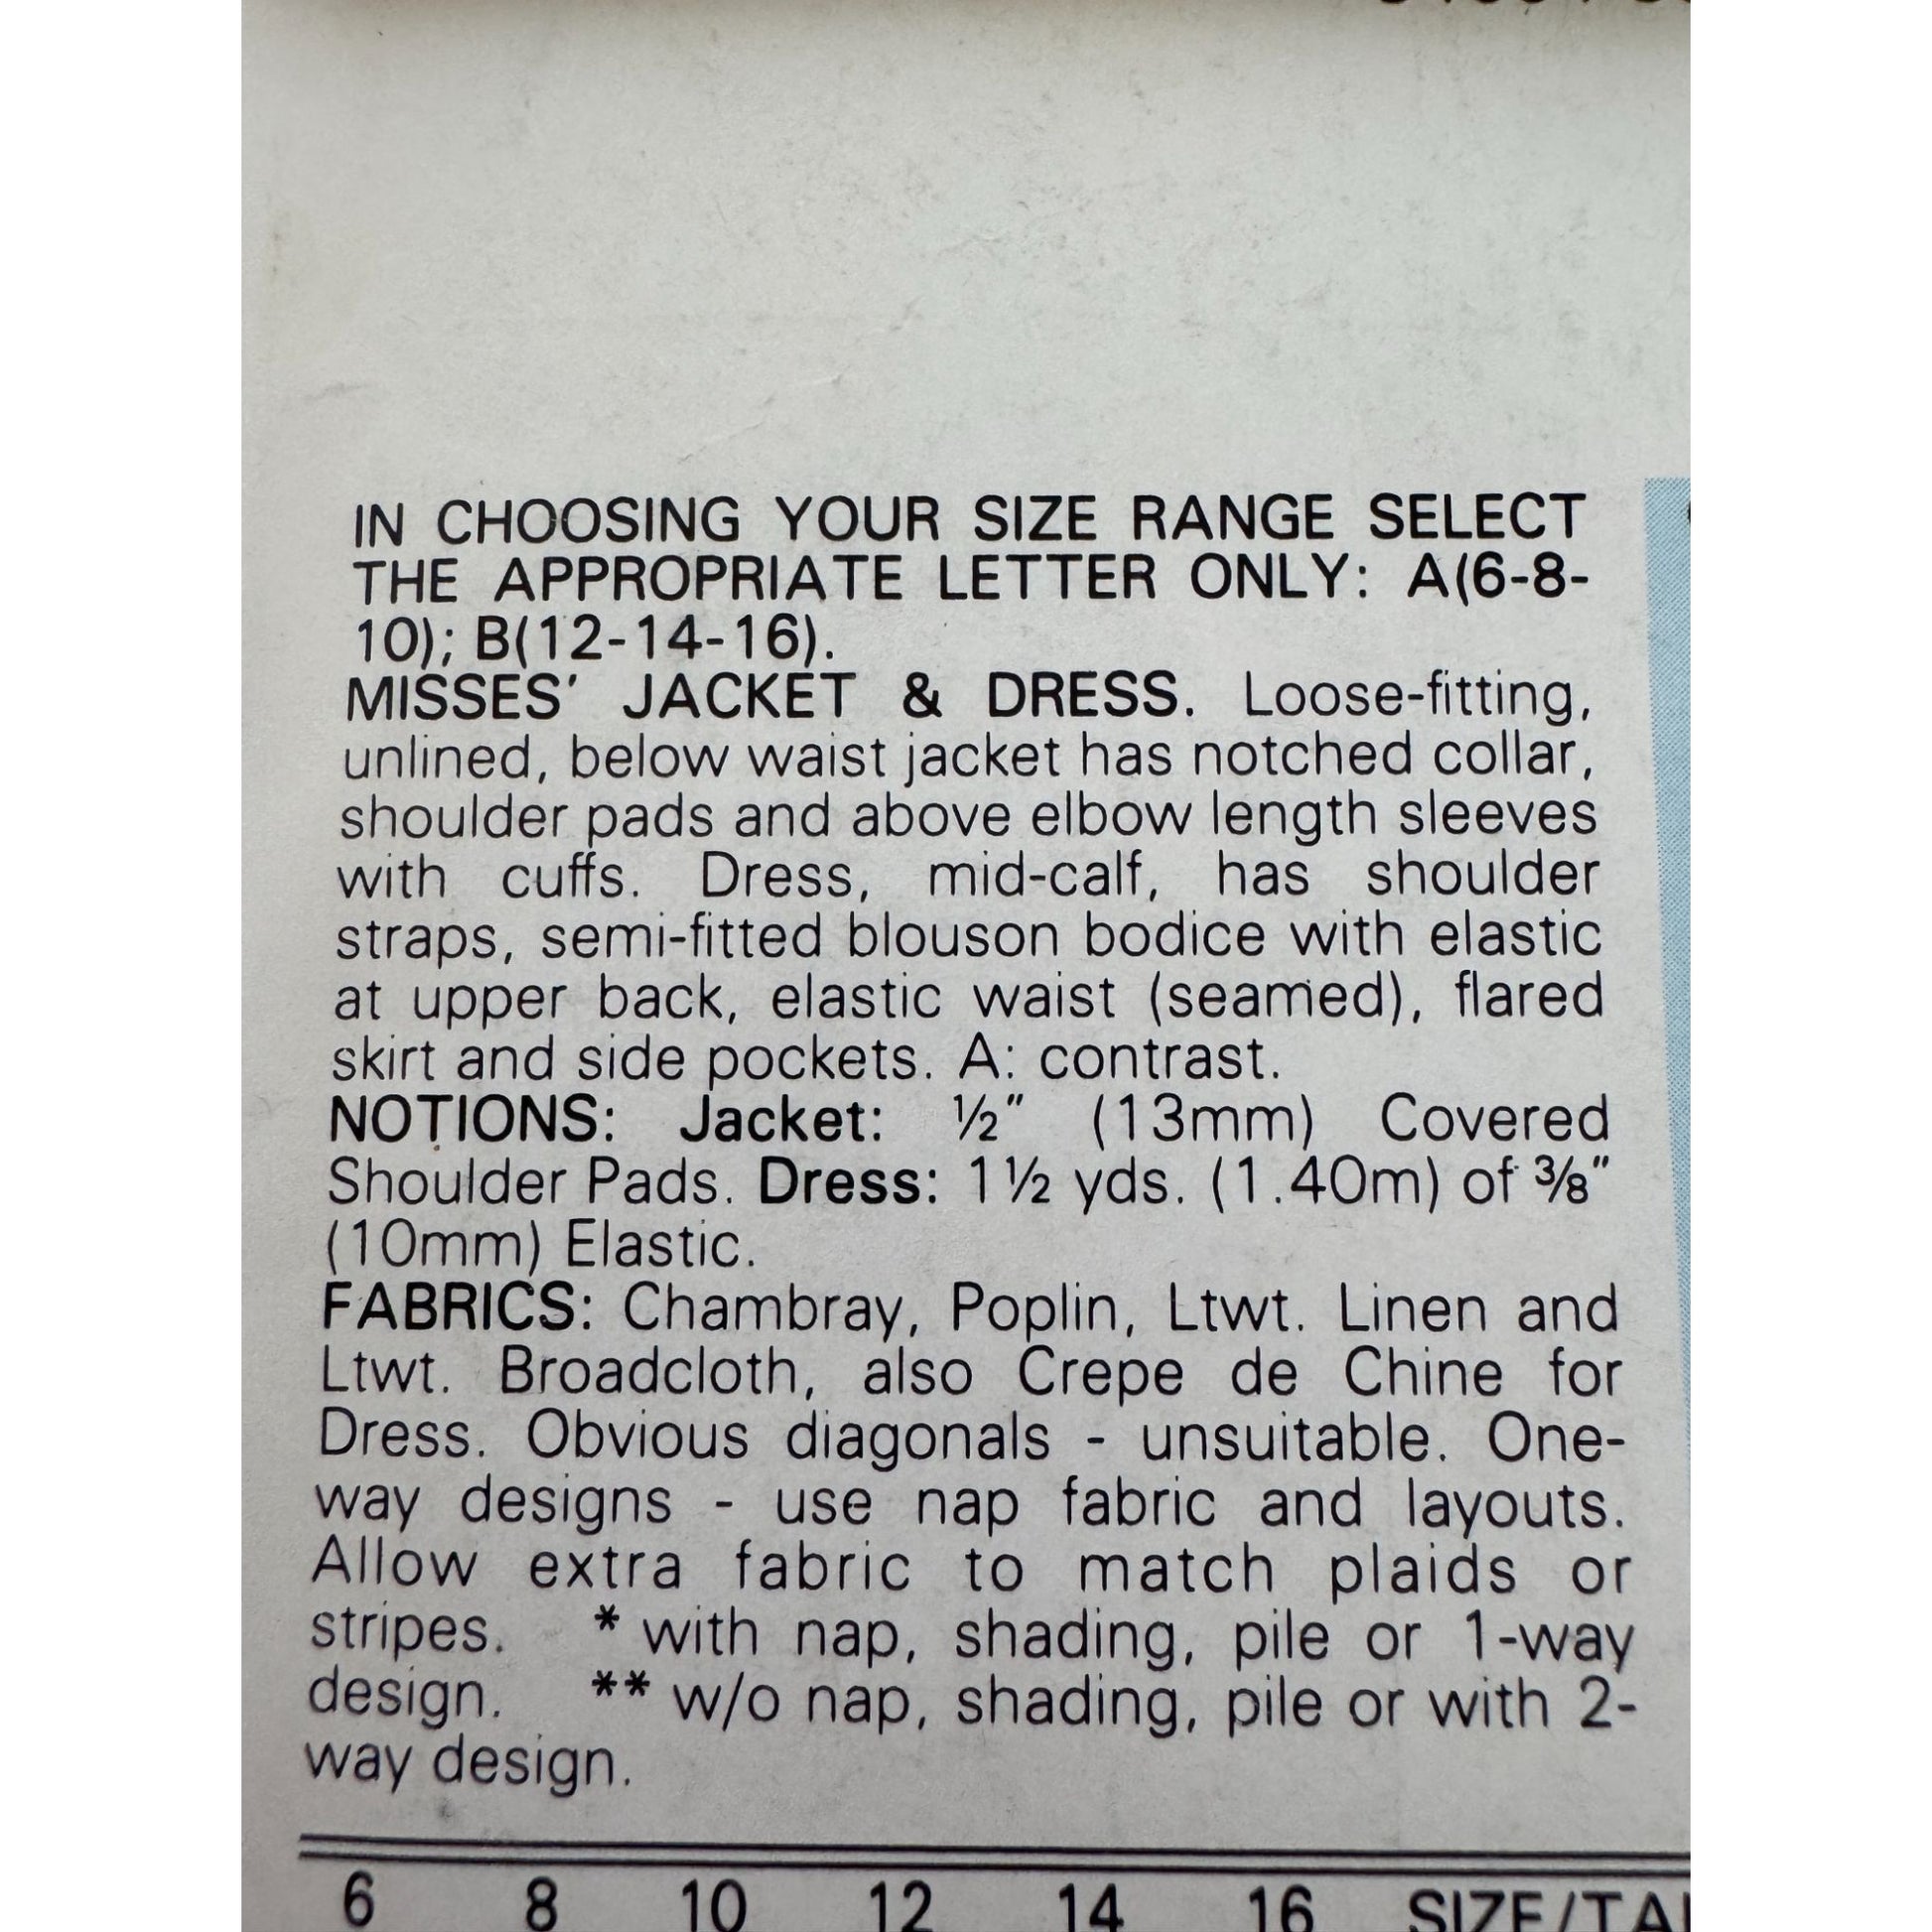 IN CHOOSING YOUR SIZE RANGE SELECT
THE APPROPRIATE LETTER ONLY: A(6-8-
10); B(12-14-16).
MISSES' JACKET & DRESS. Loose-fitting,
unlined, below waist jacket has notched collar,
shoulder pads and above elbow length sleeves
with cuffs. Dress, mid-calf, has shoulder
straps, semi-fitted blouson bodice with elastic
at upper back, elastic waist (seamed), flared
skirt and side pockets. A: contrast.
NOTIONS: Jacket: ½" (13mm) Covered
Shoulder Pads. Dress: 1½ yds. (1.40m) of ⅜"
(10mm) Elastic.
FABRICS: Chambray, Poplin, Ltwt. Linen and
Ltwt. Broadcloth, also Crepe de Chine for
Dress. Obvious diagonals - unsuitable. One-
way designs - use nap fabric and layouts.
Allow extra fabric to match plaids or
stripes. * with nap, shading, pile or 1-way
design. ** w/o nap, shading, pile or with 2-
way design.
6 8 10 12 14 16 SIZE/TAI